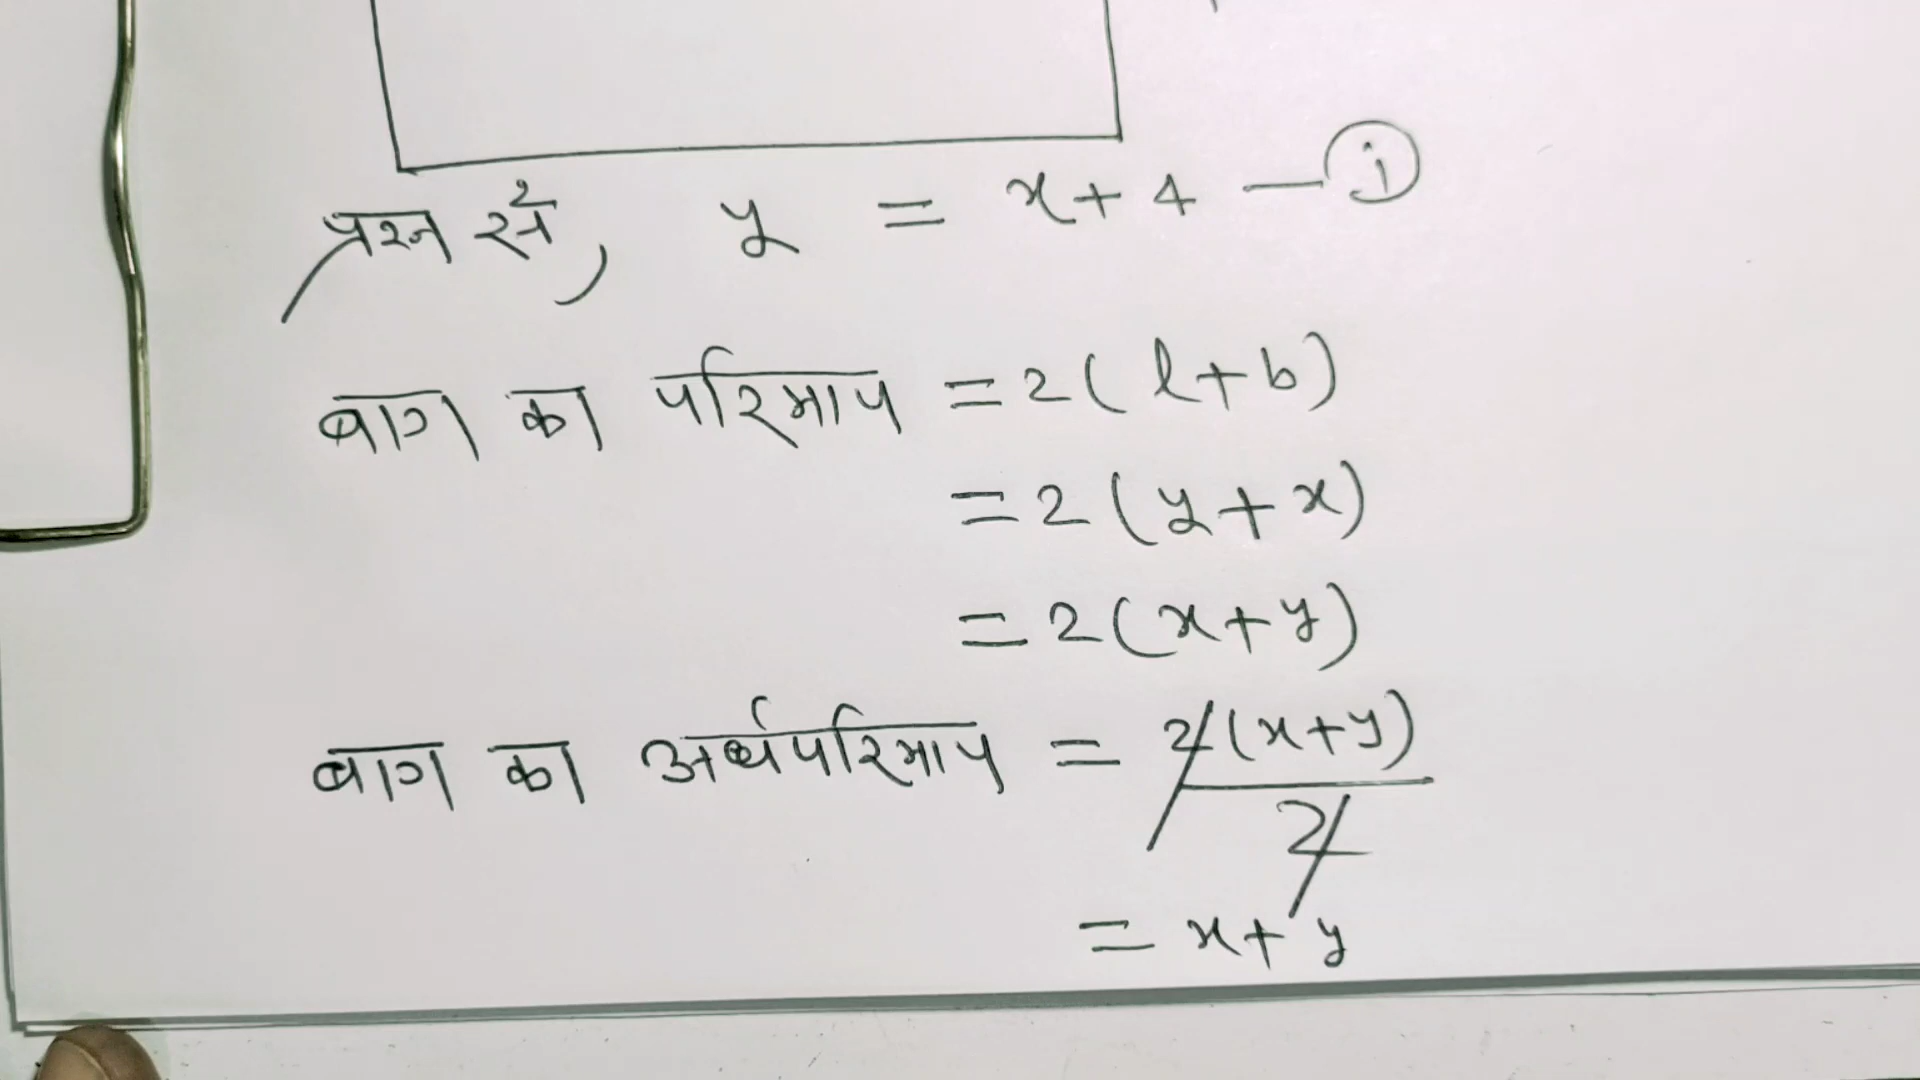 प्रश्न से, y = x + 4 — (i)
बाग का परिमाप = 2(l+b)
= 2(y+x)
= 2(x+y)
बाग का अर्धपरिमाप = 2(x+y)/2
= x+y